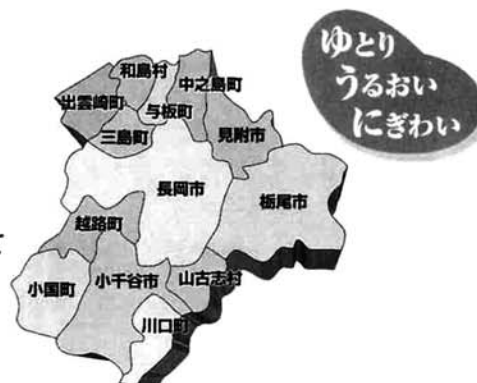 ゆとり
うるおい
にぎわい
和島村
中之島町
出雲崎町
与板町
三島町
見附市
長岡市
栃尾市
越路町
小国町
小千谷市
山古志村
川口町